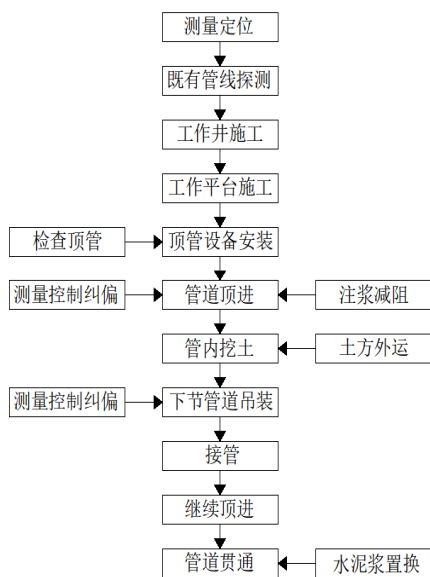 测量定位
既有管线探测
工作井施工
工作平台施工
检查顶管
顶管设备安装
测量控制纠偏
管道顶进
注浆减阻
管内挖土
土方外运
测量控制纠偏
下节管道吊装
接管
继续顶进
管道贯通
水泥浆置换